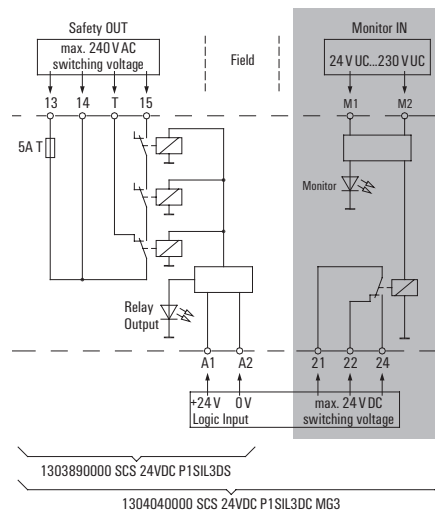 Safety OUT
Monitor IN
max. 240 V AC
switching voltage
Field
24 V UC...230 V UC
13 14 T 15
M1 M2
5A T
Monitor
Relay
Output
A1 A2 21 22 24
+24 V 0 V
Logic Input
max. 24 V DC
switching voltage
1303890000 SCS 24VDC P1SIL3DS
1304040000 SCS 24VDC P1SIL3DC MG3